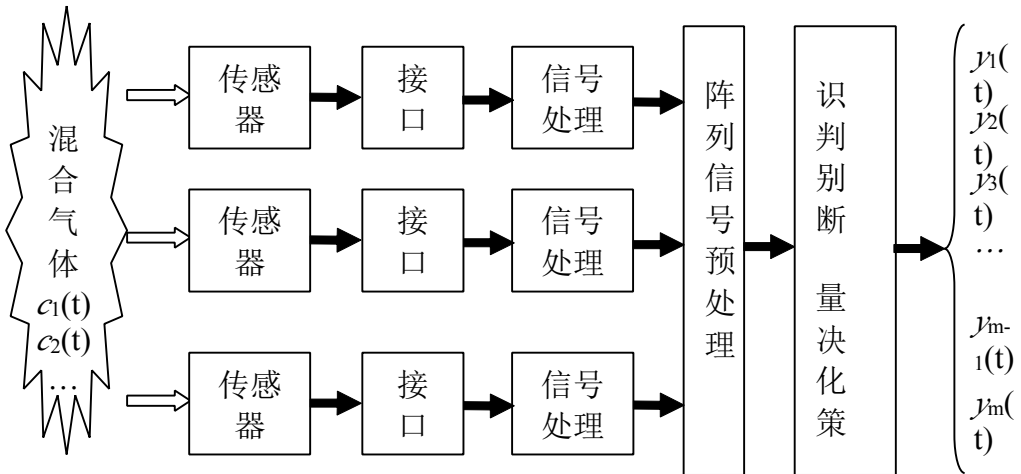 混合气体
c1(t)
c2(t)
…
传感
器
接
口
信号
处理
传感
器
接
口
信号
处理
传感
器
接
口
信号
处理
阵列信号预处理
识判别断 量决化策
y1(
t)
y2(
t)
y3(
t)
…
ym-
1(t)
ym(
t)